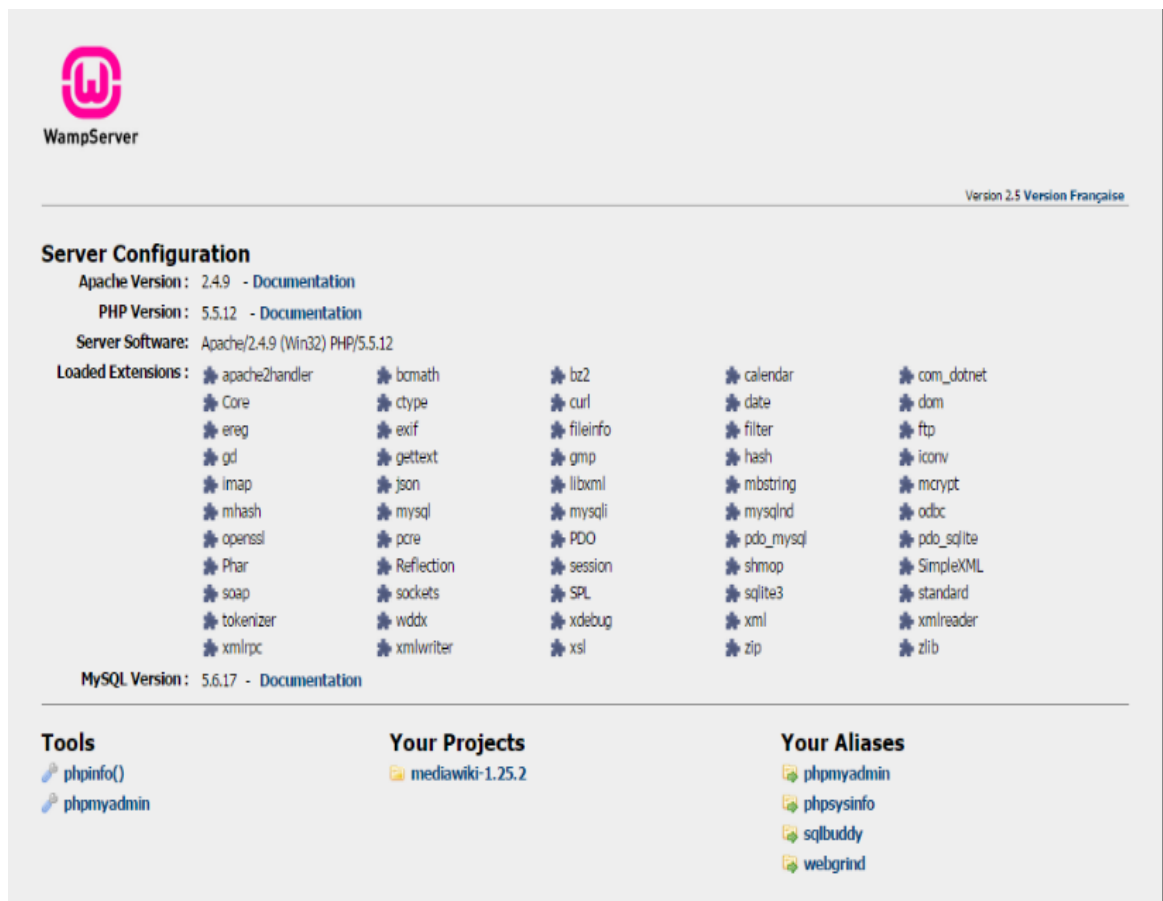 WampServer
Version 2.5 Version Française
Server Configuration
Apache Version : 2.4.9 - Documentation
PHP Version : 5.5.12 - Documentation
Server Software: Apache/2.4.9 (Win32) PHP/5.5.12
Loaded Extensions : apache2handler bcmath bz2 calendar com_dotnet
Core ctype curl date dom
ereg exif fileinfo filter ftp
gd gettext gmp hash iconv
imap json libxml mbstring mcrypt
mhash mysql mysqli mysqlnd odbc
openssl pcre PDO pdo_mysql pdo_sqlite
Phar Reflection session shmop SimpleXML
soap sockets SPL sqlite3 standard
tokenizer wddx xdebug xml xmlreader
xmlrpc xmlwriter xsl zip zlib
MySQL Version : 5.6.17 - Documentation
Tools Your Projects Your Aliases
phpinfo() mediawiki-1.25.2 phpmyadmin
phpmyadmin phpsysinfo
sqlbuddy
webgrind